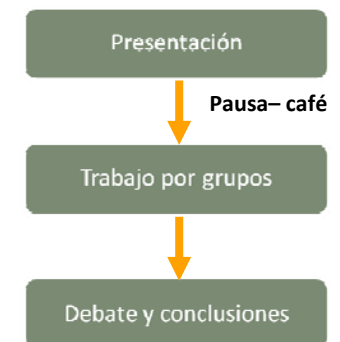 Presentación
Pausa– café
Trabajo por grupos
Debate y conclusiones